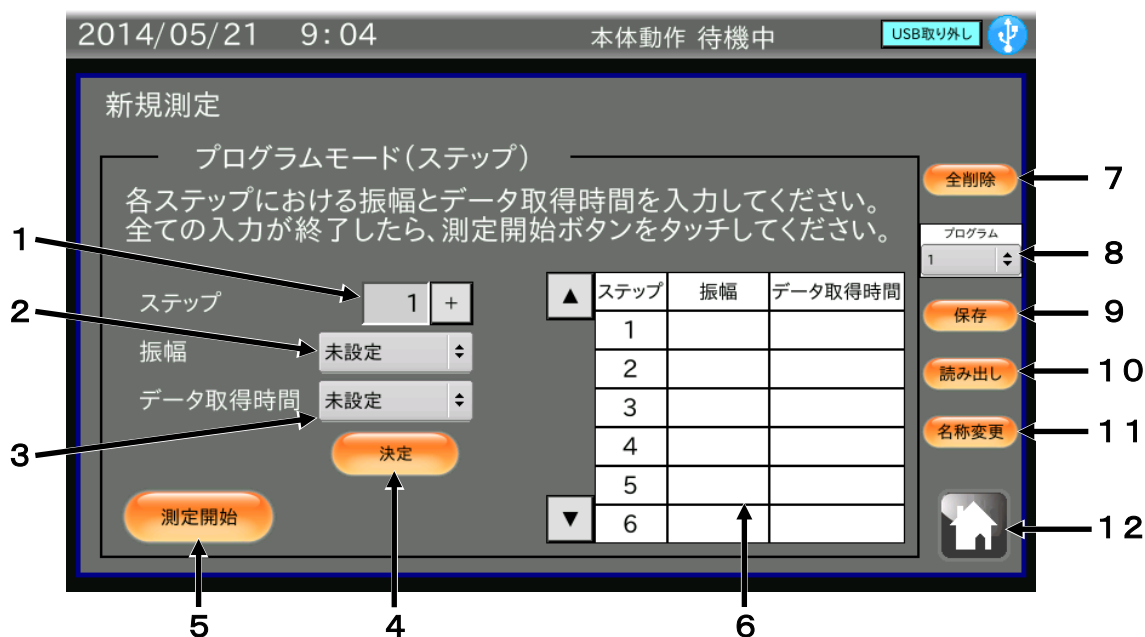 2014/05/21 9:04 本体動作 待機中 USB取り外し
新規測定
プログラムモード(ステップ)
各ステップにおける振幅とデータ取得時間を入力してください。
全ての入力が終了したら、測定開始ボタンをタッチしてください。
ステップ 1 +
振幅 未設定
データ取得時間 未設定
決定
測定開始
▲ ステップ 振幅 データ取得時間
1
2
3
4
5
▼ 6
全削除
プログラム
1
保存
読み出し
名称変更
1
2
3
4
5
6
7
8
9
10
11
12